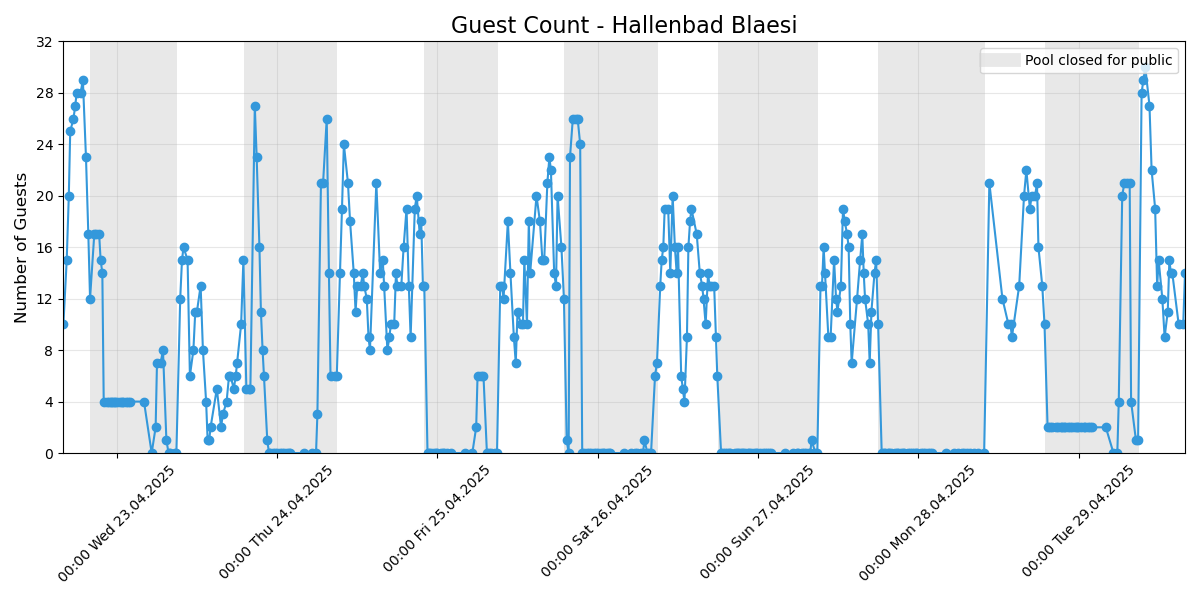 Guest Count - Hallenbad Blaesi
Pool closed for public
Number of Guests
32
28
24
20
16
12
8
4
0
00:00 Wed 23.04.2025
00:00 Thu 24.04.2025
00:00 Fri 25.04.2025
00:00 Sat 26.04.2025
00:00 Sun 27.04.2025
00:00 Mon 28.04.2025
00:00 Tue 29.04.2025